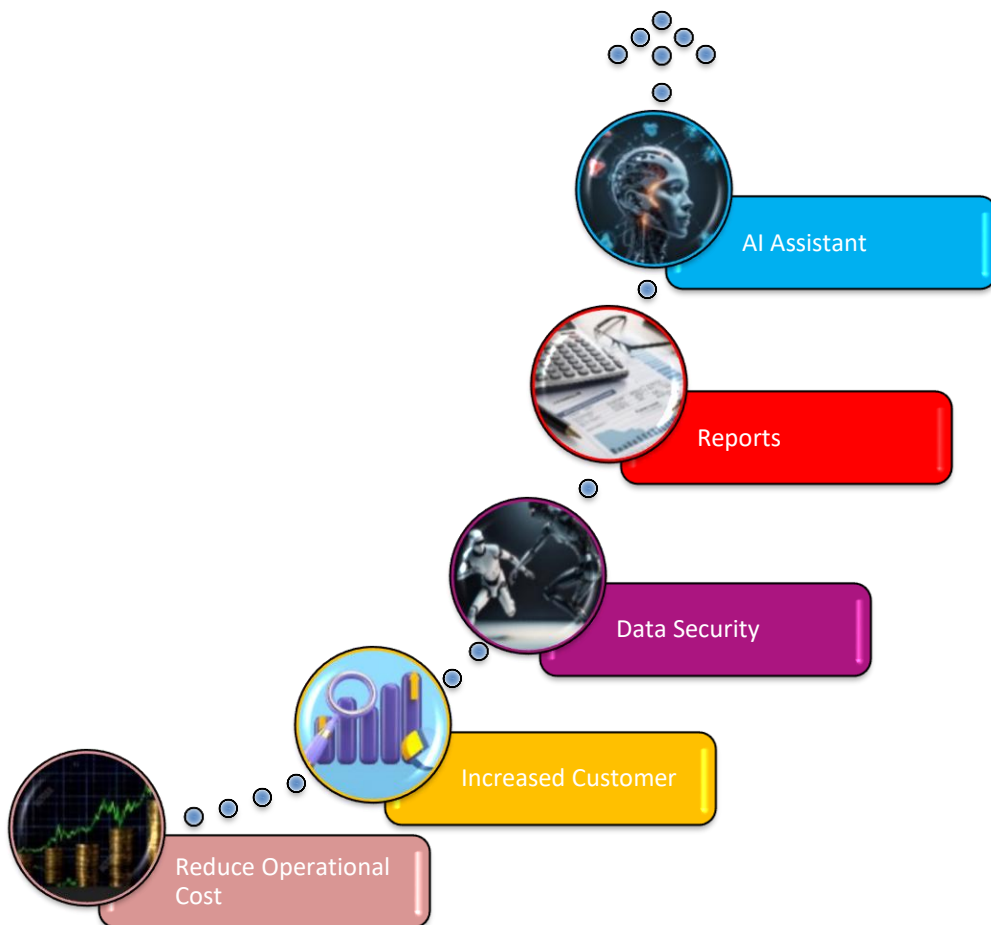 AI Assistant
Reports
Data Security
Increased Customer
Reduce Operational
Cost